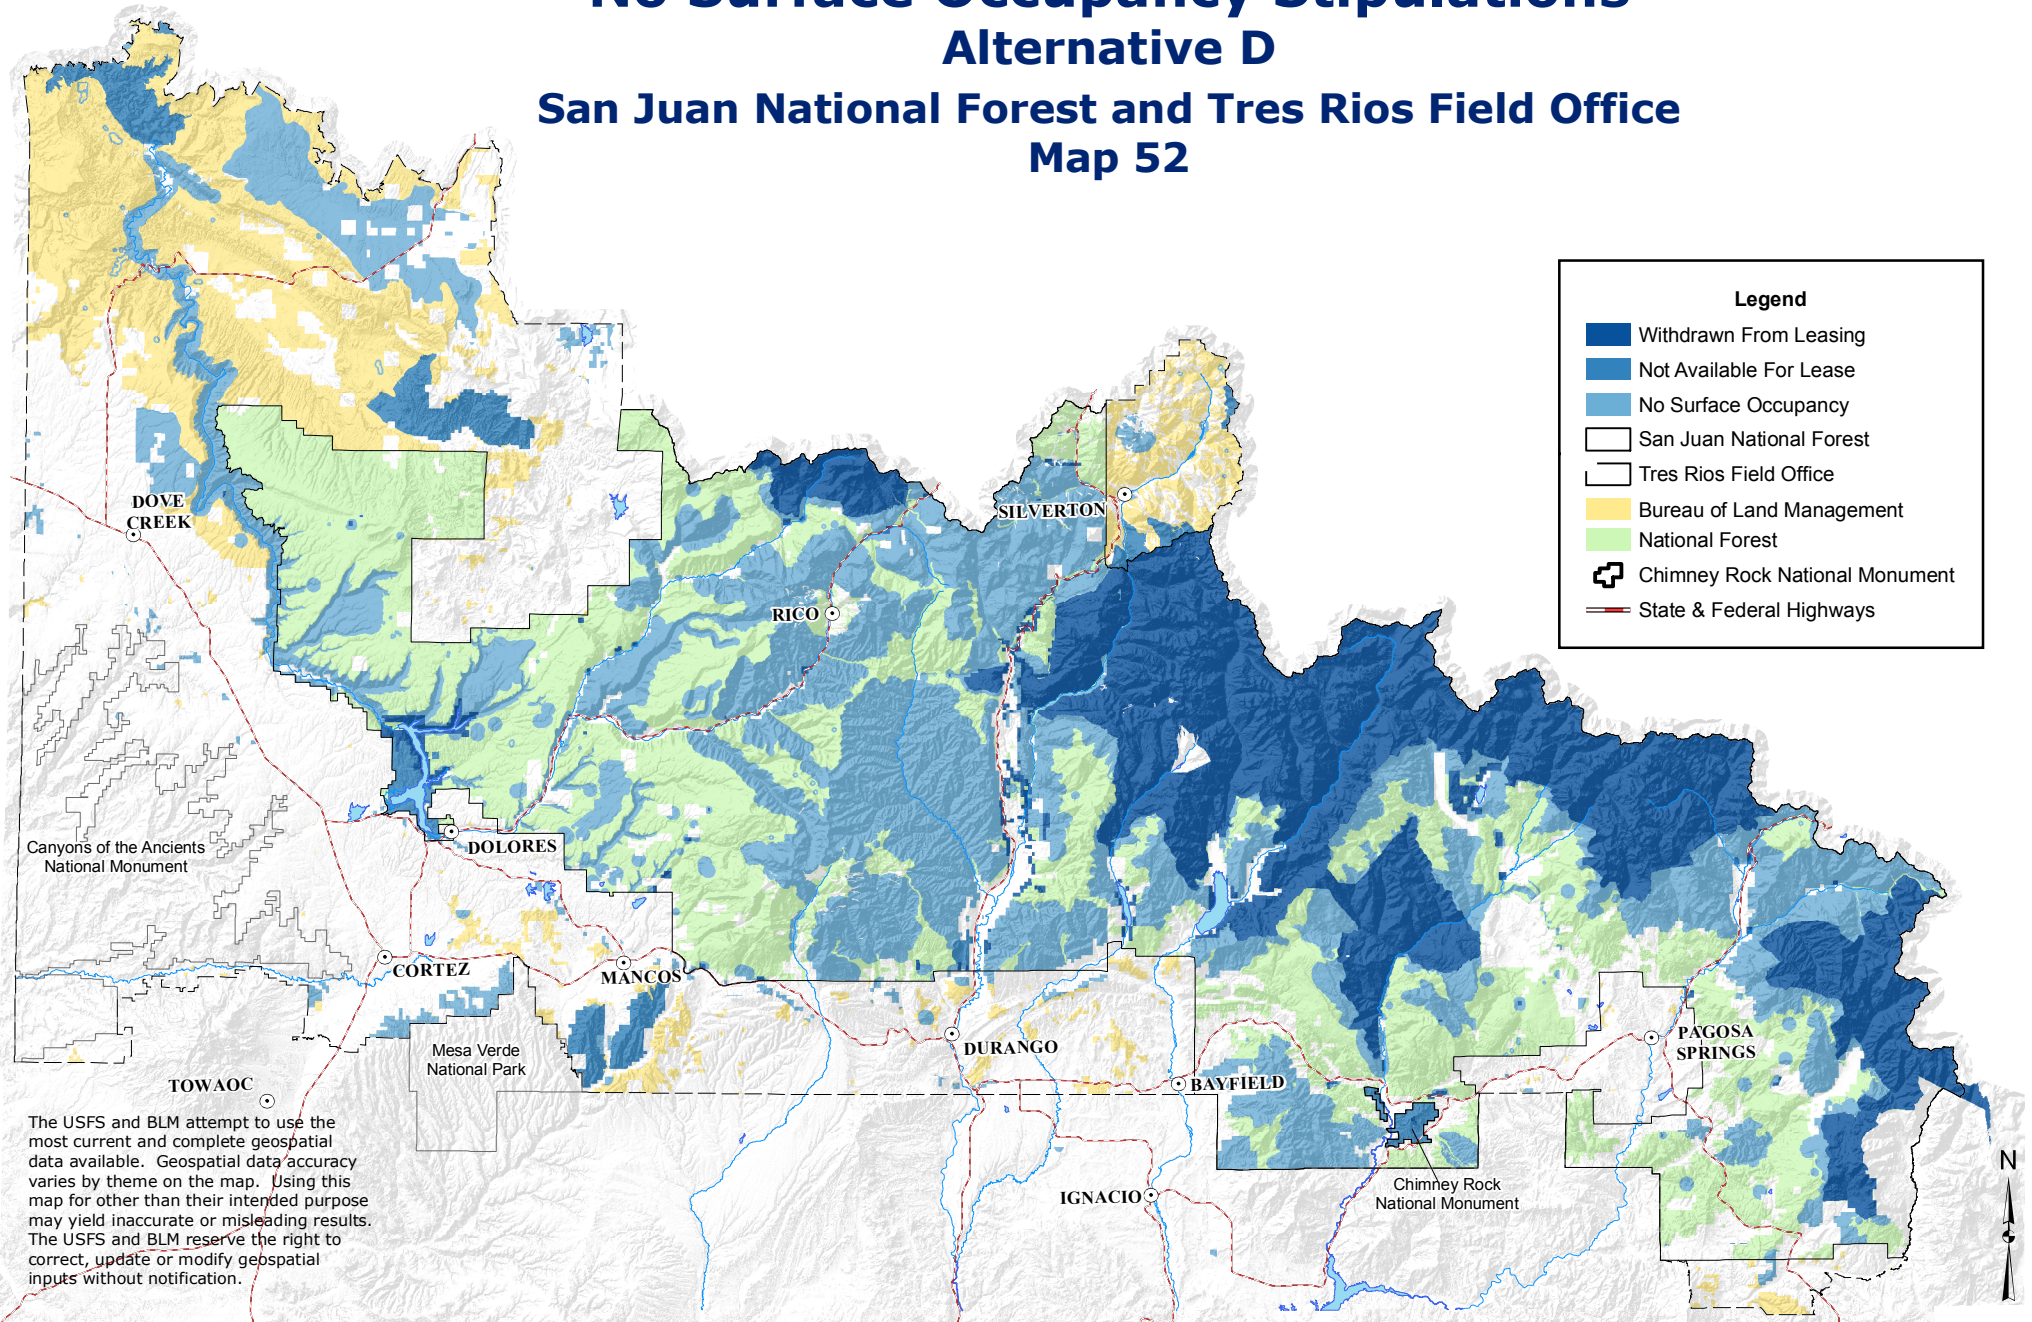 No Surface Occupancy Stipulations
Alternative D
San Juan National Forest and Tres Rios Field Office
Map 52
Legend
Withdrawn From Leasing
Not Available For Lease
No Surface Occupancy
San Juan National Forest
Tres Rios Field Office
Bureau of Land Management
National Forest
Chimney Rock National Monument
State & Federal Highways
DOVE
CREEK
SILVERTON
RICO
Canyons of the Ancients
National Monument
DOLORES
CORTEZ
MANCOS
Mesa Verde
National Park
DURANGO
PAGOSA
SPRINGS
TOWAOC
BAYFIELD
IGNACIO
Chimney Rock
National Monument
The USFS and BLM attempt to use the
most current and complete geospatial
data available. Geospatial data accuracy
varies by theme on the map. Using this
map for other than their intended purpose
may yield inaccurate or misleading results.
The USFS and BLM reserve the right to
correct, update or modify geospatial
inputs without notification.
N